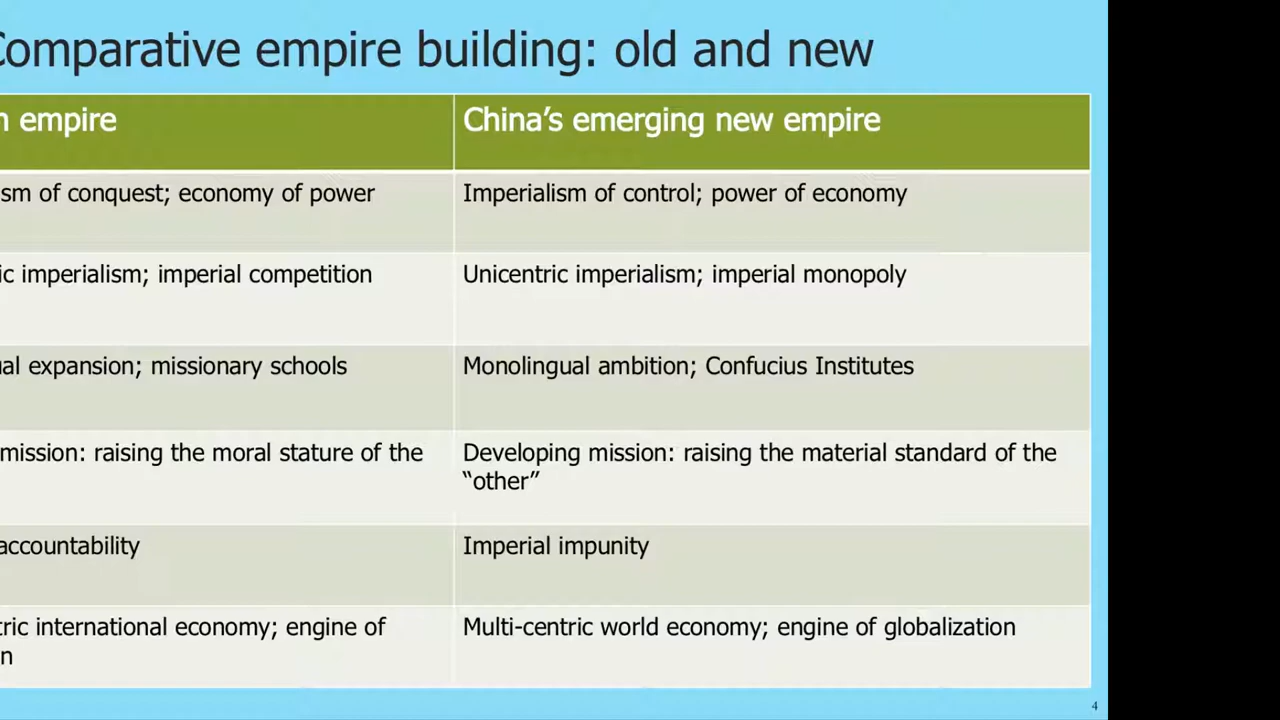 Comparative empire building: old and new
empire
China's emerging new empire
of conquest; economy of power
Imperialism of control; power of economy
imperialism; imperial competition
Unicentric imperialism; imperial monopoly
expansion; missionary schools
Monolingual ambition; Confucius Institutes
mission: raising the moral stature of the
Developing mission: raising the material standard of the
“other”
accountability
Imperial impunity
international economy; engine of
Multi-centric world economy; engine of globalization
4